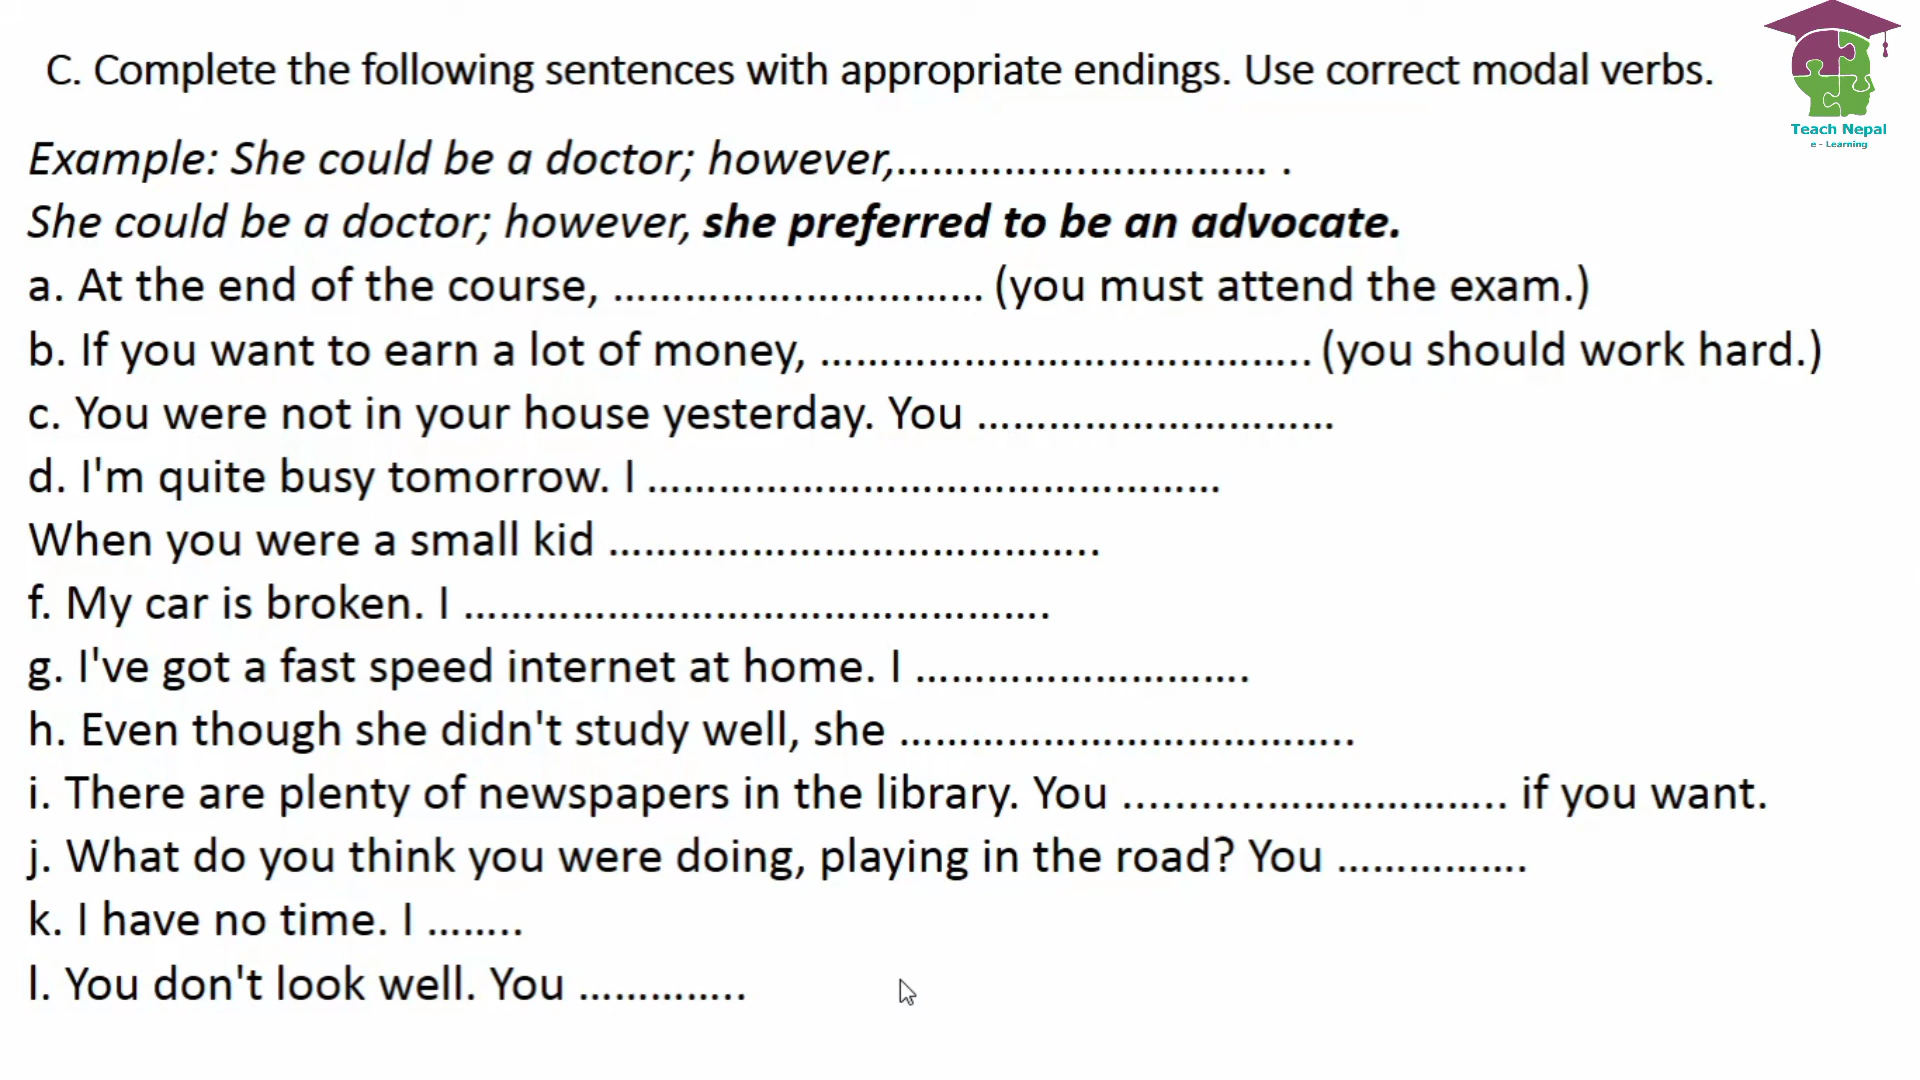 C. Complete the following sentences with appropriate endings. Use correct modal verbs.
Teach Nepal
e - Learning
Example: She could be a doctor; however,…………………………… .
She could be a doctor; however, she preferred to be an advocate.
a. At the end of the course, …………………………… (you must attend the exam.)
b. If you want to earn a lot of money, …………………………………….. (you should work hard.)
c. You were not in your house yesterday. You …………………………
d. I'm quite busy tomorrow. I …………………………………………
When you were a small kid …………………………………..
f. My car is broken. I ………………………………………….
g. I've got a fast speed internet at home. I ……………………….
h. Even though she didn't study well, she ………………………………..
i. There are plenty of newspapers in the library. You ...........………………….. if you want.
j. What do you think you were doing, playing in the road? You …………….
k. I have no time. I ……..
l. You don't look well. You …………..